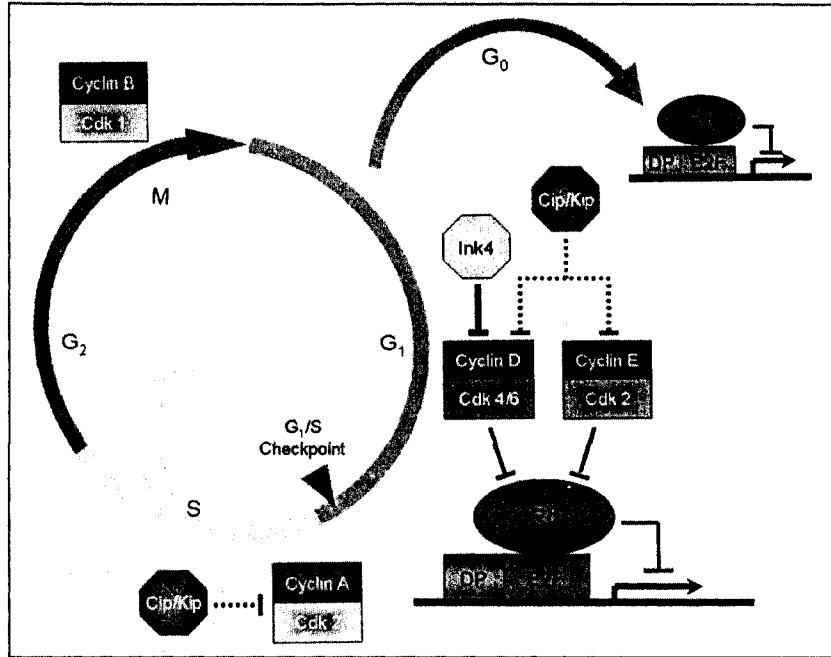 G0
Cyclin B
Cdk 1
DP
M
Cip/Kip
Ink4
G2
G1
Cyclin D
Cyclin E
Cdk 4/6
Cdk 2
G1/S
Checkpoint
S
DP
Cip/Kip
Cyclin A
Cdk 2